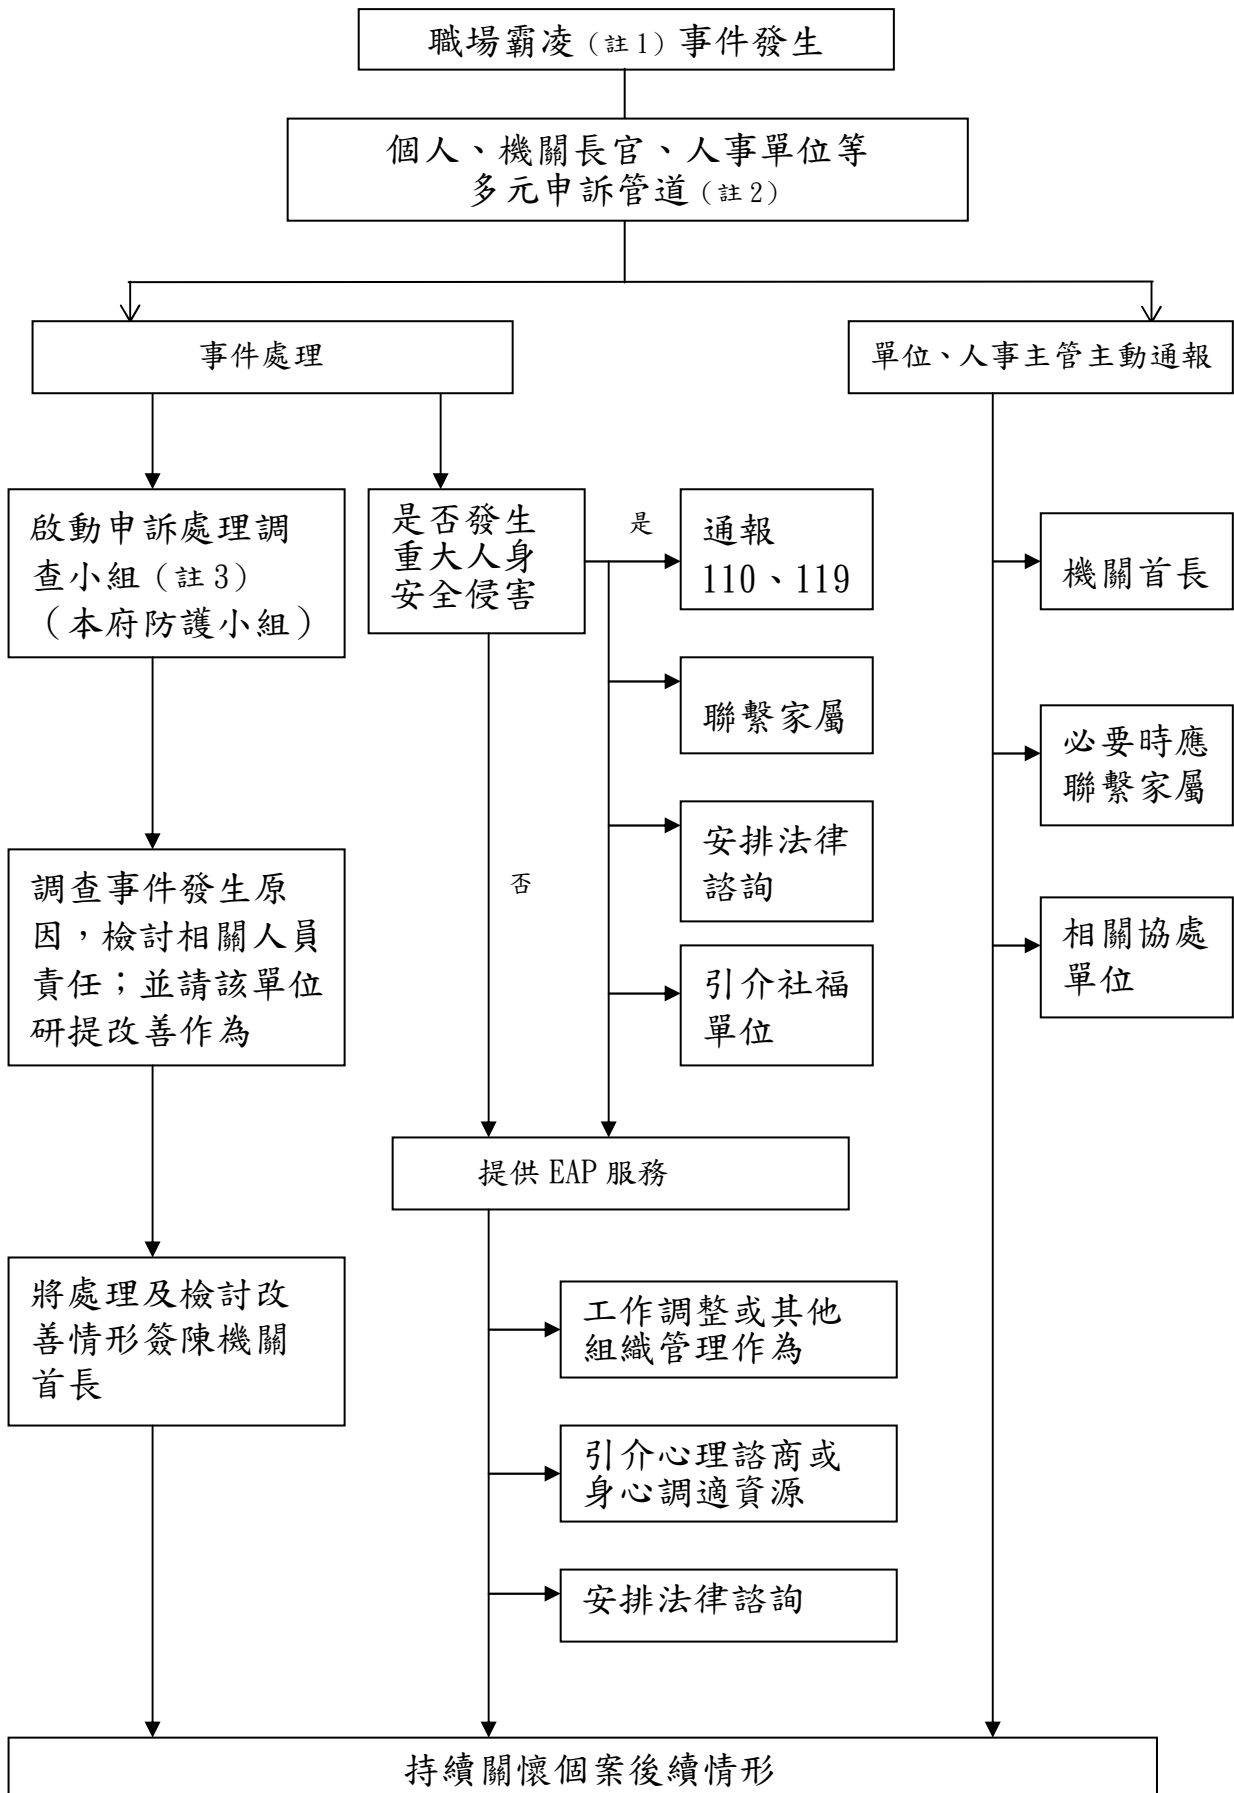 職場霸凌（註1）事件發生
個人、機關長官、人事單位等
多元申訴管道（註2）
事件處理
單位、人事主管主動通報
啟動申訴處理調
查小組（註3）
（本府防護小組）
是否發生
重大人身
安全侵害
是
通報
110、119
機關首長
聯繫家屬
必要時應
聯繫家屬
安排法律
諮詢
否
調查事件發生原
因，檢討相關人員
責任；並請該單位
研提改善作為
相關協處
單位
引介社福
單位
提供EAP服務
將處理及檢討改
善情形簽陳機關
首長
工作調整或其他
組織管理作為
引介心理諮商或
身心調適資源
安排法律諮詢
持續關懷個案後續情形